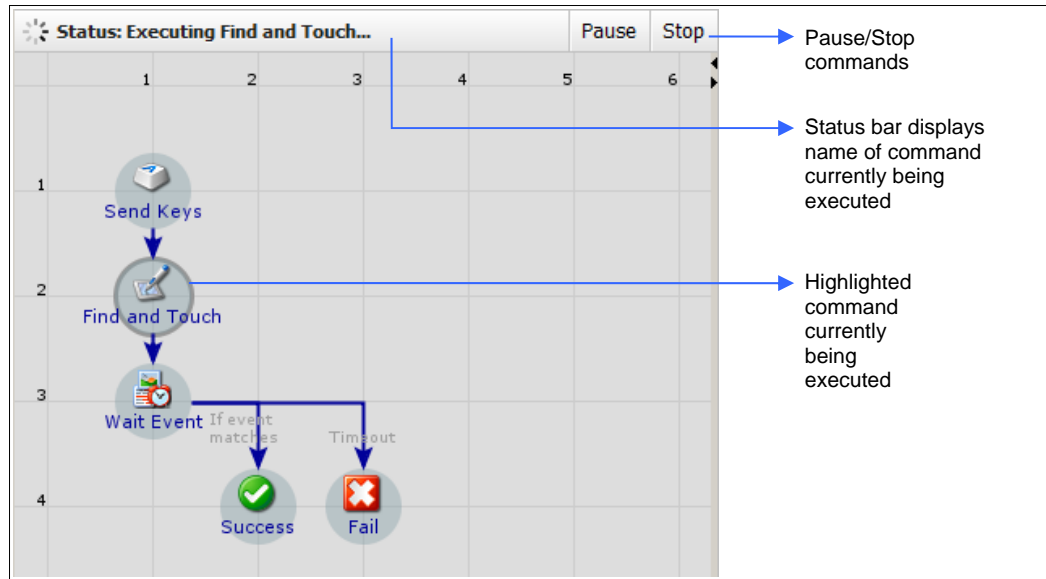 Status: Executing Find and Touch...
Pause
Stop
Pause/Stop
commands
1 2 3 4 5 6
Status bar displays
name of command
currently being
executed
1
Send Keys
2
Find and Touch
Highlighted
command
currently
being
executed
3
Wait Event
If event
matches
Timeout
4
Success
Fail